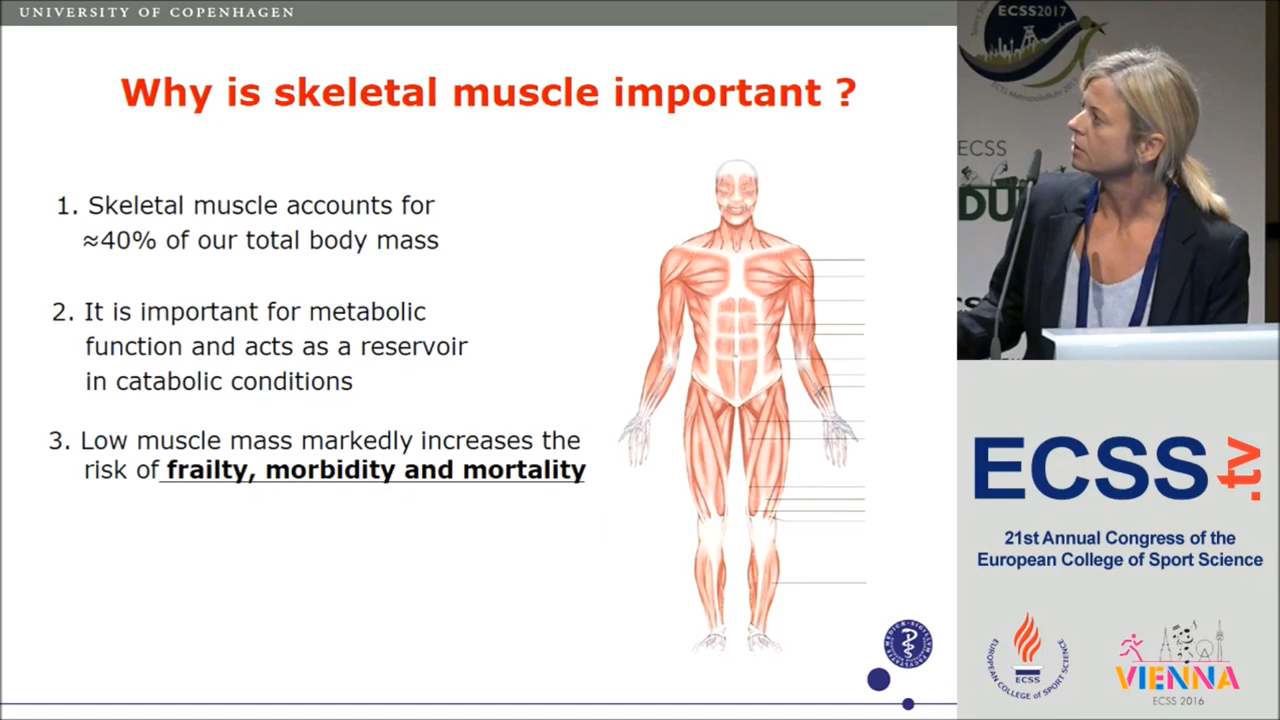 UNIVERSITY OF COPENHAGEN
Why is skeletal muscle important ?
1. Skeletal muscle accounts for
≈40% of our total body mass
2. It is important for metabolic
function and acts as a reservoir
in catabolic conditions
3. Low muscle mass markedly increases the
risk of frailty, morbidity and mortality
ECSS2017
ECSS
DU
ECSS.tv
21st Annual Congress of the
European College of Sport Science
EUROPEAN COLLEGE of SPORT SCIENCE
ECSS
VIENNA
ECSS 2016